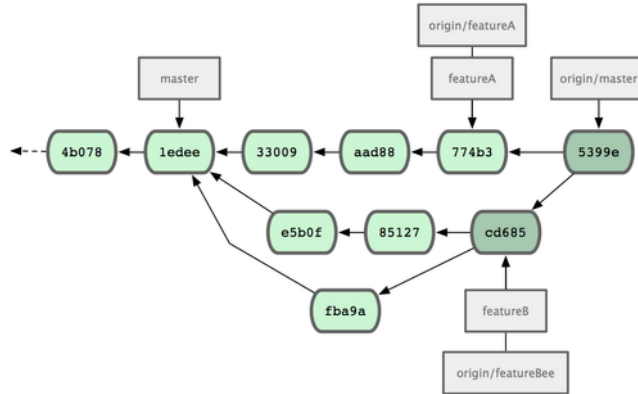 origin/featureA
master
featureA
origin/master
4b078
1edee
33009
aad88
774b3
5399e
e5b0f
85127
cd685
fba9a
featureB
origin/featureBee